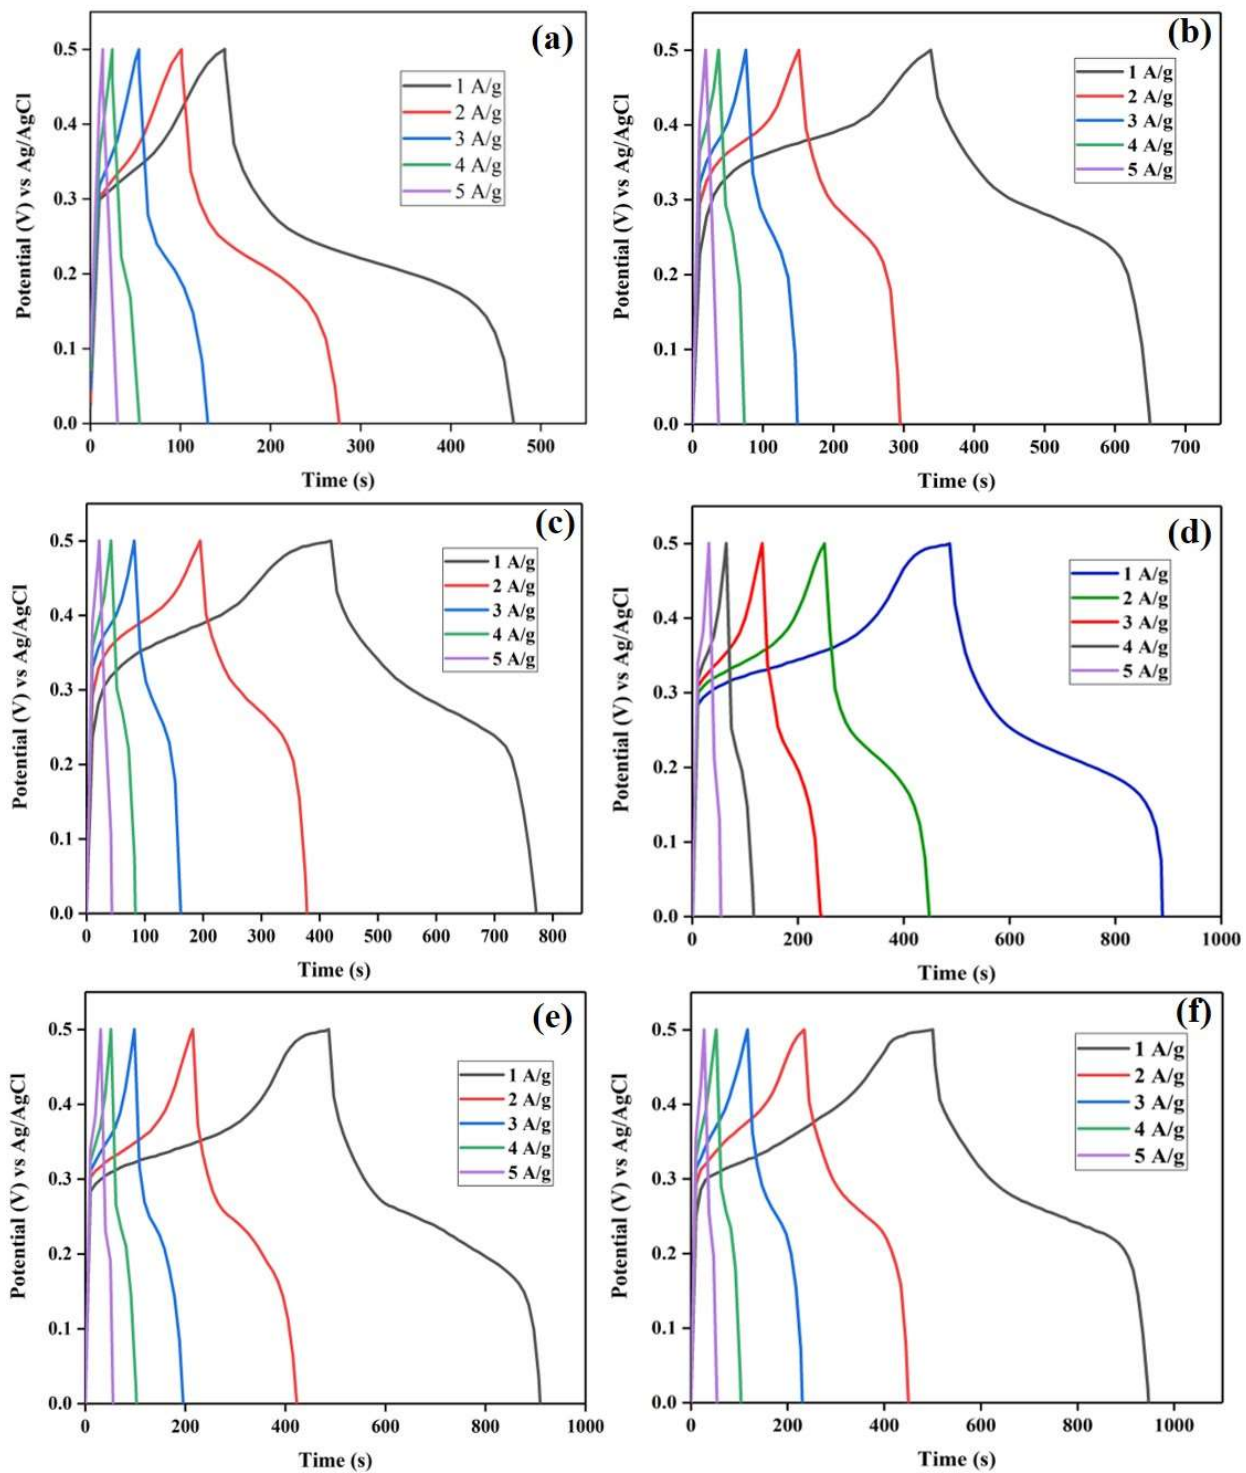 (a)
0.5
0.4
0.3
0.2
0.1
0.0
Potential (V) vs Ag/AgCl
1 A/g
2 A/g
3 A/g
4 A/g
5 A/g
0 100 200 300 400 500
Time (s)
(b)
0.5
0.4
0.3
0.2
0.1
0.0
Potential (V) vs Ag/AgCl
1 A/g
2 A/g
3 A/g
4 A/g
5 A/g
0 100 200 300 400 500 600 700
Time (s)
(c)
0.5
0.4
0.3
0.2
0.1
0.0
Potential (V) vs Ag/AgCl
1 A/g
2 A/g
3 A/g
4 A/g
5 A/g
0 100 200 300 400 500 600 700 800
Time (s)
(d)
0.5
0.4
0.3
0.2
0.1
0.0
Potential (V) vs Ag/AgCl
1 A/g
2 A/g
3 A/g
4 A/g
5 A/g
0 200 400 600 800 1000
Time (s)
(e)
0.5
0.4
0.3
0.2
0.1
0.0
Potential (V) vs Ag/AgCl
1 A/g
2 A/g
3 A/g
4 A/g
5 A/g
0 200 400 600 800 1000
Time (s)
(f)
0.5
0.4
0.3
0.2
0.1
0.0
Potential (V) vs Ag/AgCl
1 A/g
2 A/g
3 A/g
4 A/g
5 A/g
0 200 400 600 800 1000
Time (s)